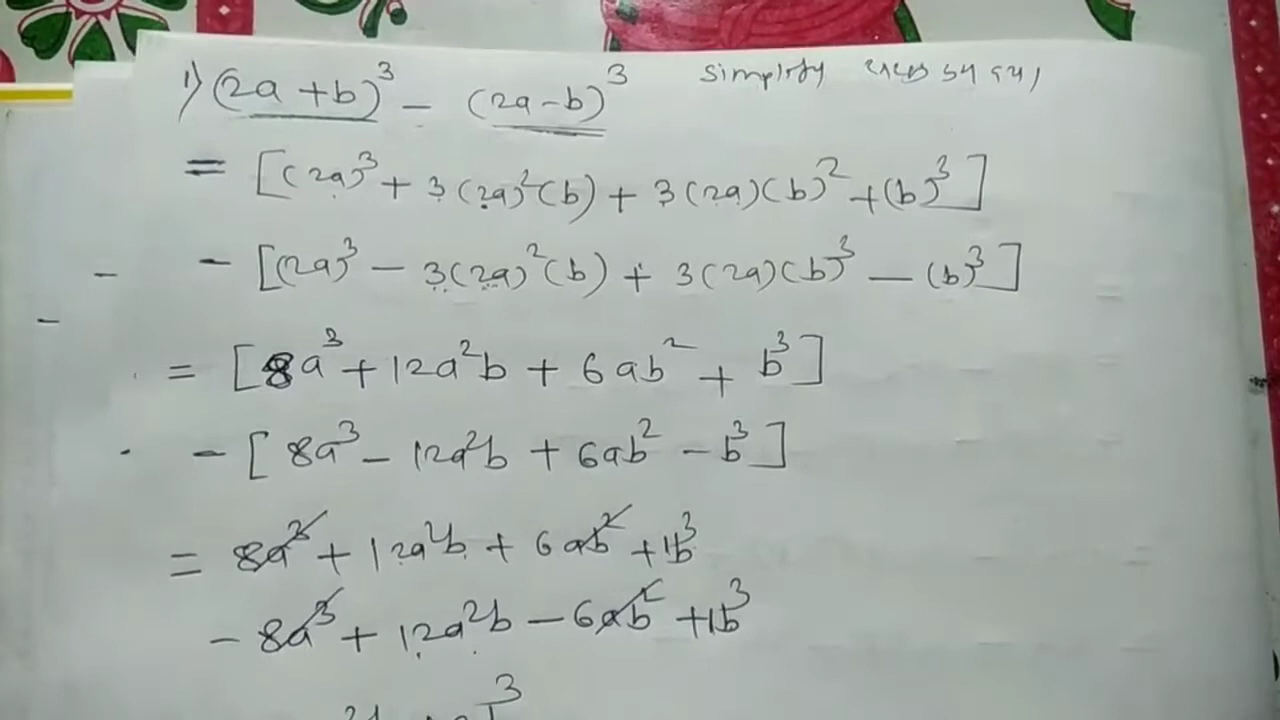 1) (2a + b)³ - (2a - b)³ simplify
= [(2a)³ + 3(2a)²(b) + 3(2a)(b)² + (b)³]
- [(2a)³ - 3(2a)²(b) + 3(2a)(b)³ - (b)³]
= [8a³ + 12a²b + 6ab² + b³]
- [8a³ - 12a²b + 6ab² - b³]
= 8a³ + 12a²b + 6ab² + 1b³
- 8a³ + 12a²b - 6ab² + 1b³